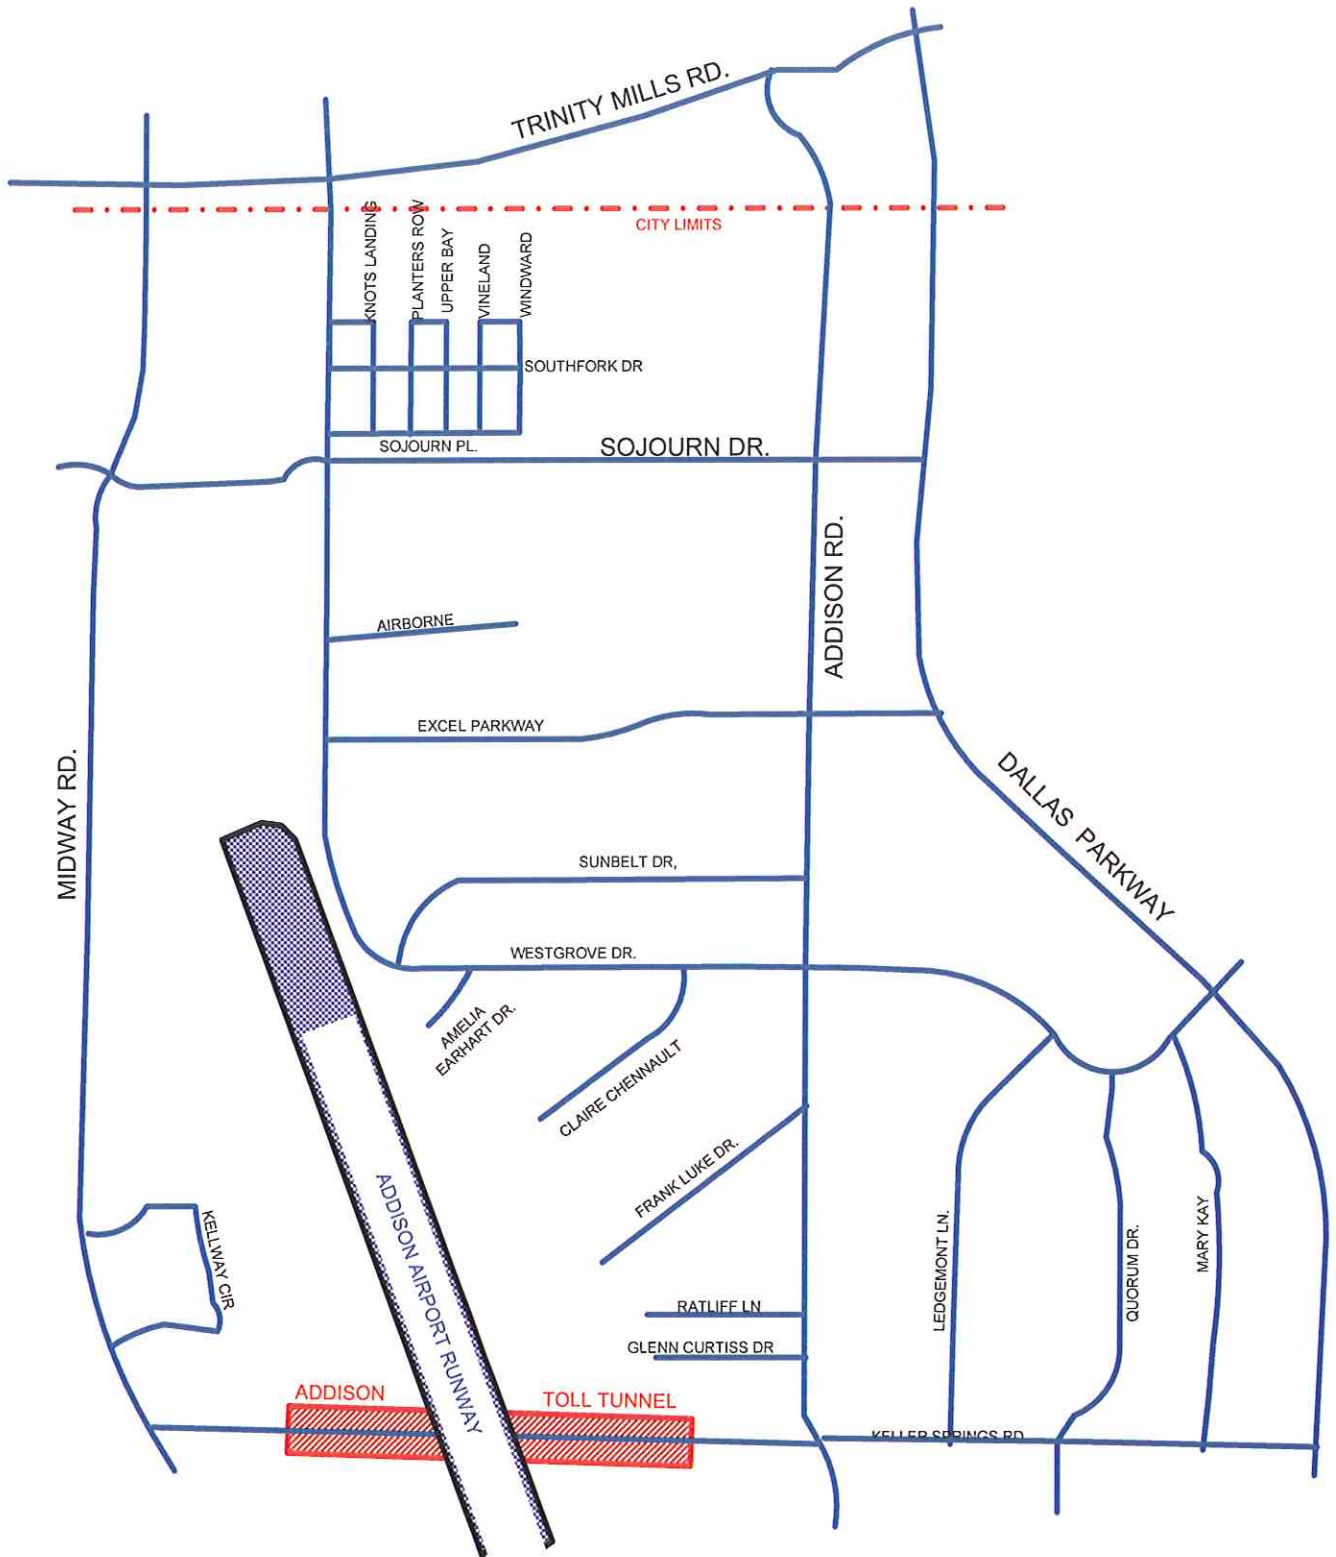 TRINITY MILLS RD.
CITY LIMITS
KNOTS LANDING
PLANTERS ROW
UPPER BAY
VINELAND
WINDWARD
SOUTHFORK DR
SOJOURN PL.
SOJOURN DR.
ADDISON RD.
AIRBORNE
EXCEL PARKWAY
MIDWAY RD.
DALLAS PARKWAY
SUNBELT DR,
WESTGROVE DR.
AMELIA
EARHART DR.
CLAIRE CHENNAULT
FRANK LUKE DR.
ADDISON AIRPORT RUNWAY
KELLWAY CIR
LEDGEMONT LN.
QUORUM DR.
MARY KAY
RATLIFF LN
GLENN CURTISS DR
ADDISON
TOLL TUNNEL
KELLER SPRINGS RD